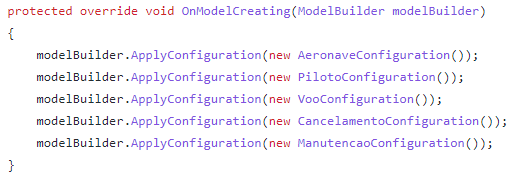 protected override void OnModelCreating(ModelBuilder modelBuilder)
{
    modelBuilder.ApplyConfiguration(new AeronaveConfiguration());
    modelBuilder.ApplyConfiguration(new PilotoConfiguration());
    modelBuilder.ApplyConfiguration(new VooConfiguration());
    modelBuilder.ApplyConfiguration(new CancelamentoConfiguration());
    modelBuilder.ApplyConfiguration(new ManutencaoConfiguration());
}